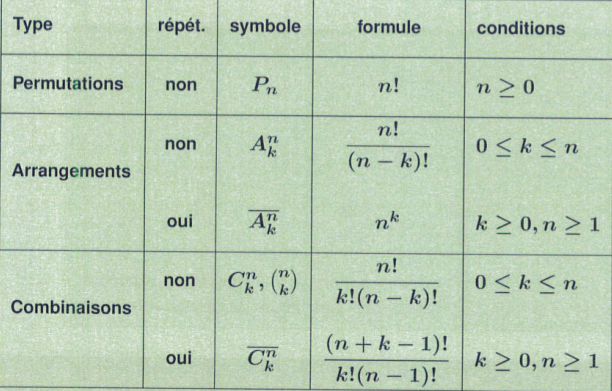 Type répét. symbole formule conditions
Permutations non $P_n$ $n!$ $n \geq 0$
Arrangements non $A_k^n$ $\frac{n!}{(n-k)!}$ $0 \leq k \leq n$
oui $\overline{A_k^n}$ $n^k$ $k \geq 0, n \geq 1$
Combinaisons non $C_k^n, \binom{n}{k}$ $\frac{n!}{k!(n-k)!}$ $0 \leq k \leq n$
oui $\overline{C_k^n}$ $\frac{(n+k-1)!}{k!(n-1)!}$ $k \geq 0, n \geq 1$